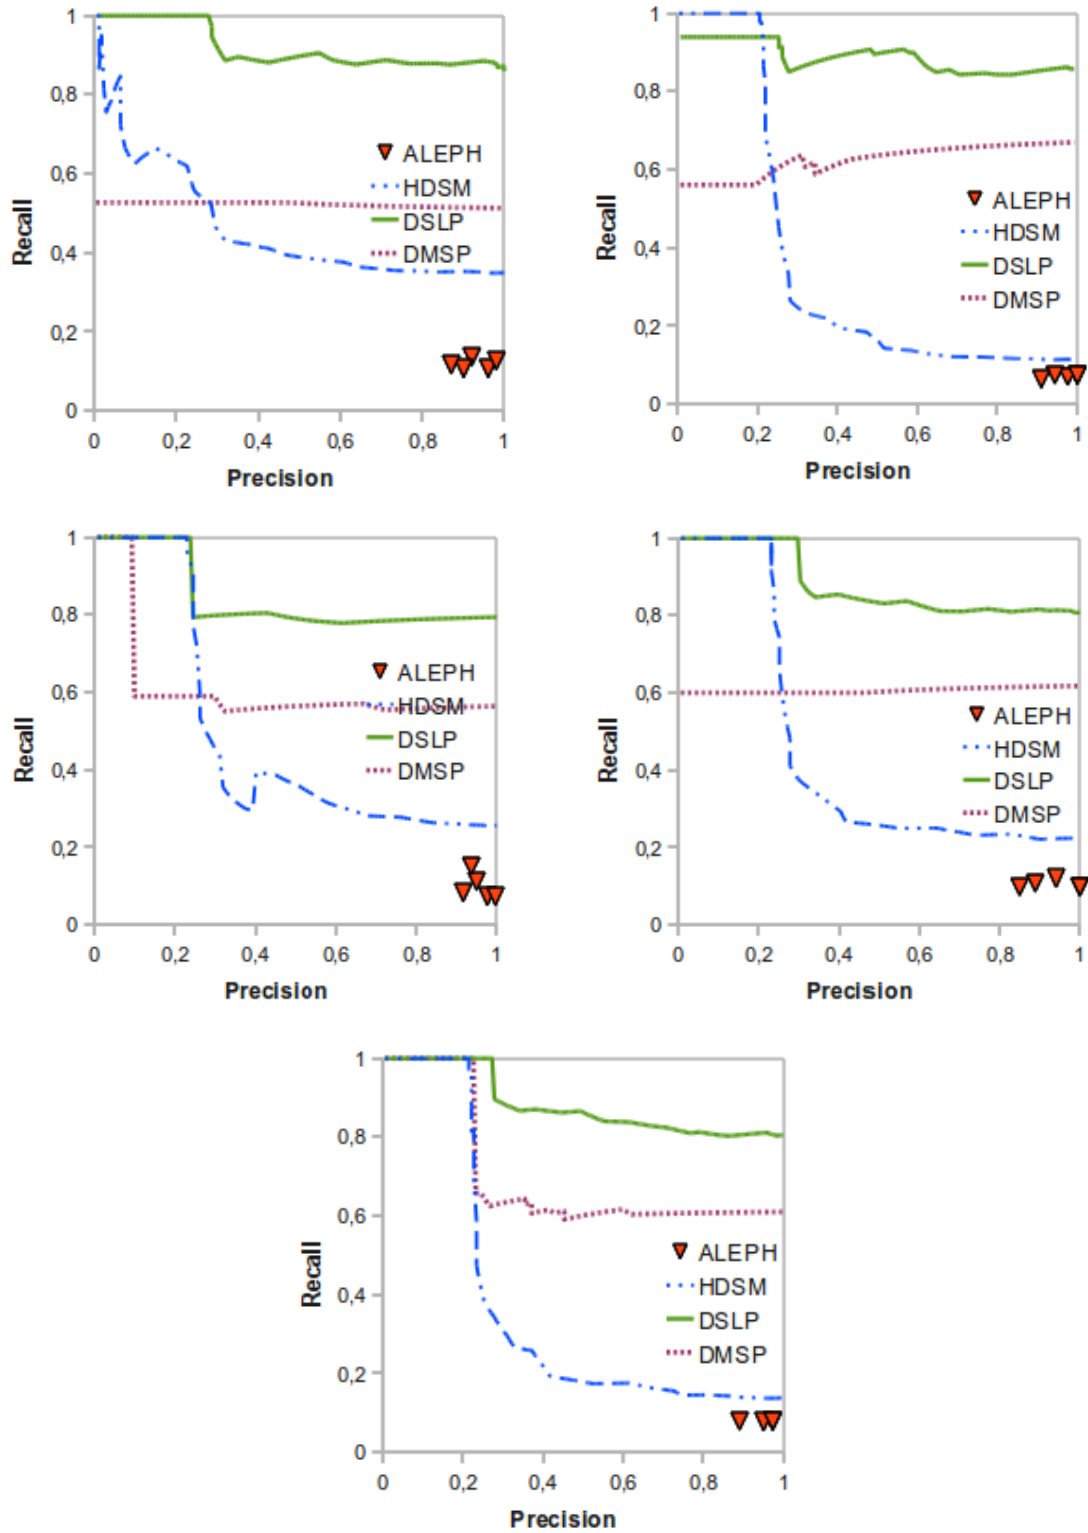 1
0,8
0,6
0,4
0,2
0
Recall
ALEPH
HDSM
DSLP
DMSP
0 0,2 0,4 0,6 0,8 1
Precision
1
0,8
0,6
0,4
0,2
0
Recall
ALEPH
HDSM
DSLP
DMSP
0 0,2 0,4 0,6 0,8 1
Precision
1
0,8
0,6
0,4
0,2
0
Recall
ALEPH
HDSM
DSLP
DMSP
0 0,2 0,4 0,6 0,8 1
Precision
1
0,8
0,6
0,4
0,2
0
Recall
ALEPH
HDSM
DSLP
DMSP
0 0,2 0,4 0,6 0,8 1
Precision
1
0,8
0,6
0,4
0,2
0
Recall
ALEPH
HDSM
DSLP
DMSP
0 0,2 0,4 0,6 0,8 1
Precision